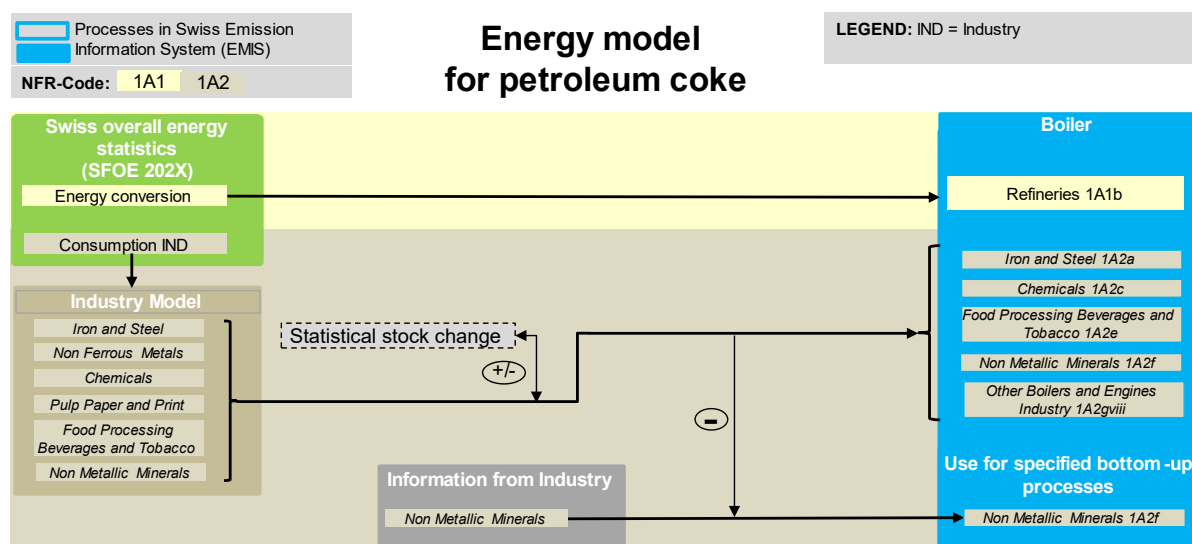 Processes in Swiss Emission
Information System (EMIS)
NFR-Code: 1A1 1A2
Energy model
for petroleum coke
LEGEND: IND = Industry
Swiss overall energy
statistics
(SFOE 202X)
Energy conversion
Consumption IND
Industry Model
Iron and Steel
Non Ferrous Metals
Chemicals
Pulp Paper and Print
Food Processing
Beverages and Tobacco
Non Metallic Minerals
Statistical stock change
+/-
-
Information from Industry
Non Metallic Minerals
Boiler
Refineries 1A1b
Iron and Steel 1A2a
Chemicals 1A2c
Food Processing Beverages and
Tobacco 1A2e
Non Metallic Minerals 1A2f
Other Boilers and Engines
Industry 1A2gviii
Use for specified bottom -up
processes
Non Metallic Minerals 1A2f